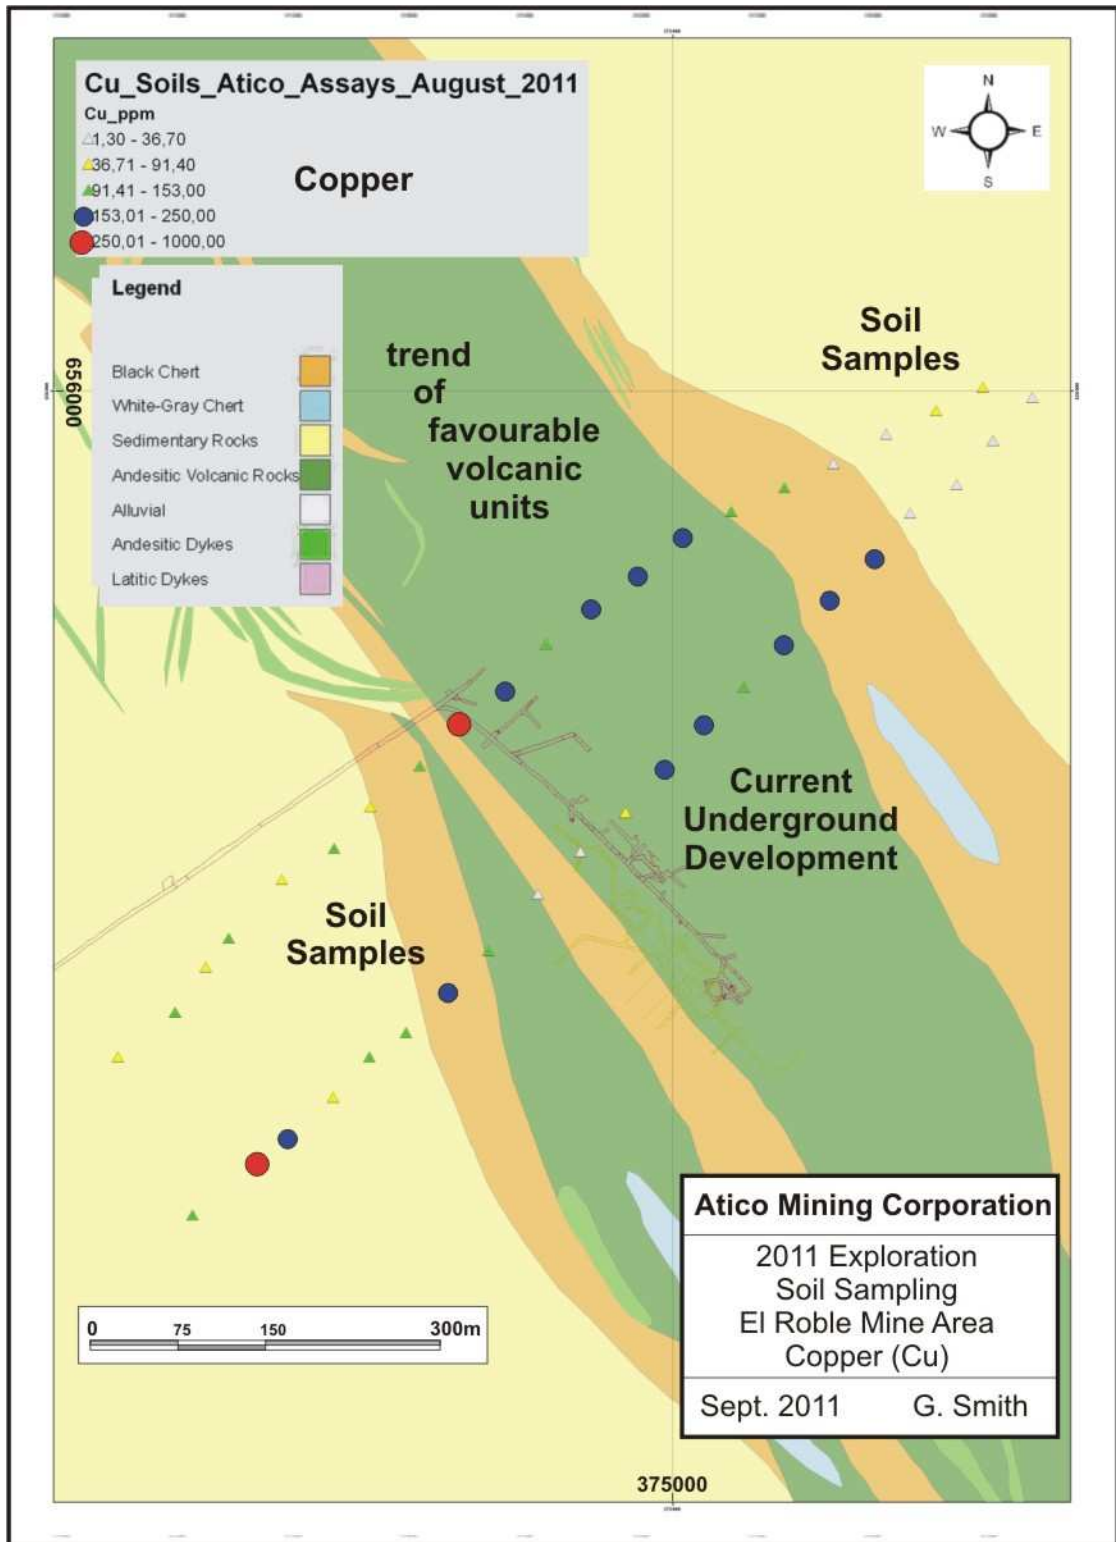 Cu_Soils_Atico_Assays_August_2011
Cu_ppm
1,30 - 36,70
36,71 - 91,40
91,41 - 153,00
153,01 - 250,00
250,01 - 1000,00
Copper
N
W
E
S
Legend
Black Chert
White-Gray Chert
Sedimentary Rocks
Andesitic Volcanic Rocks
Alluvial
Andesitic Dykes
Latitic Dykes
656000
trend
of
favourable
volcanic
units
Soil
Samples
Current
Underground
Development
Soil
Samples
0 75 150 300m
Atico Mining Corporation
2011 Exploration
Soil Sampling
El Roble Mine Area
Copper (Cu)
Sept. 2011 G. Smith
375000